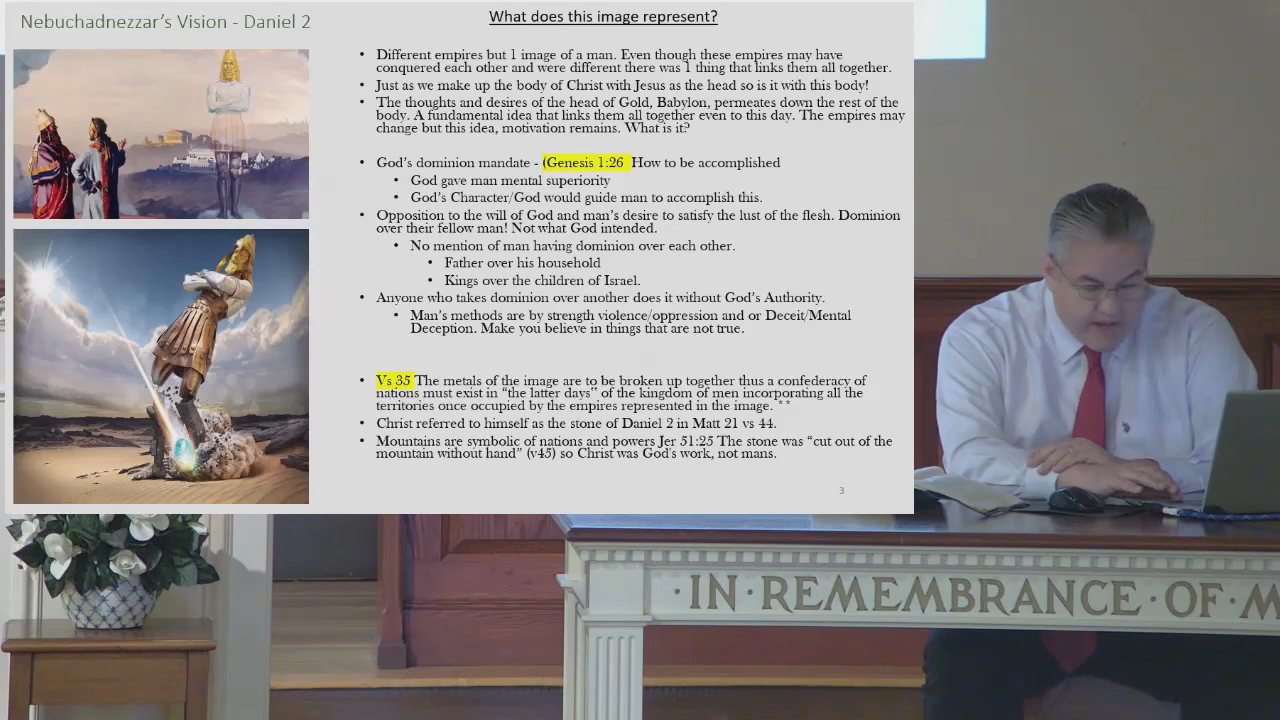 Nebuchadnezzar's Vision - Daniel 2
What does this image represent?
• Different empires but 1 image of a man. Even though these empires may have
conquered each other and were different there was 1 thing that links them all together.
• Just as we make up the body of Christ with Jesus as the head so is it with this body!
• The thoughts and desires of the head of Gold, Babylon, permeates down the rest of the
body. A fundamental idea that links them all together even to this day. The empires may
change but this idea, motivation remains. What is it?
• God's dominion mandate - (Genesis 1:26 How to be accomplished
• God gave man mental superiority
• God's Character/God would guide man to accomplish this.
• Opposition to the will of God and man's desire to satisfy the lust of the flesh. Dominion
over their fellow man! Not what God intended.
• No mention of man having dominion over each other.
• Father over his household
• Kings over the children of Israel.
• Anyone who takes dominion over another does it without God's Authority.
• Man's methods are by strength violence/oppression and or Deceit/Mental
Deception. Make you believe in things that are not true.
• Vs 35 The metals of the image are to be broken up together thus a confederacy of
nations must exist in "the latter days" of the kingdom of men incorporating all the
territories once occupied by the empires represented in the image. **
• Christ referred to himself as the stone of Daniel 2 in Matt 21 vs 44.
• Mountains are symbolic of nations and powers Jer 51:25 The stone was "cut out of the
mountain without hand" (v45) so Christ was God's work, not mans.
3
·IN·REMEMBRANCE·OF·M